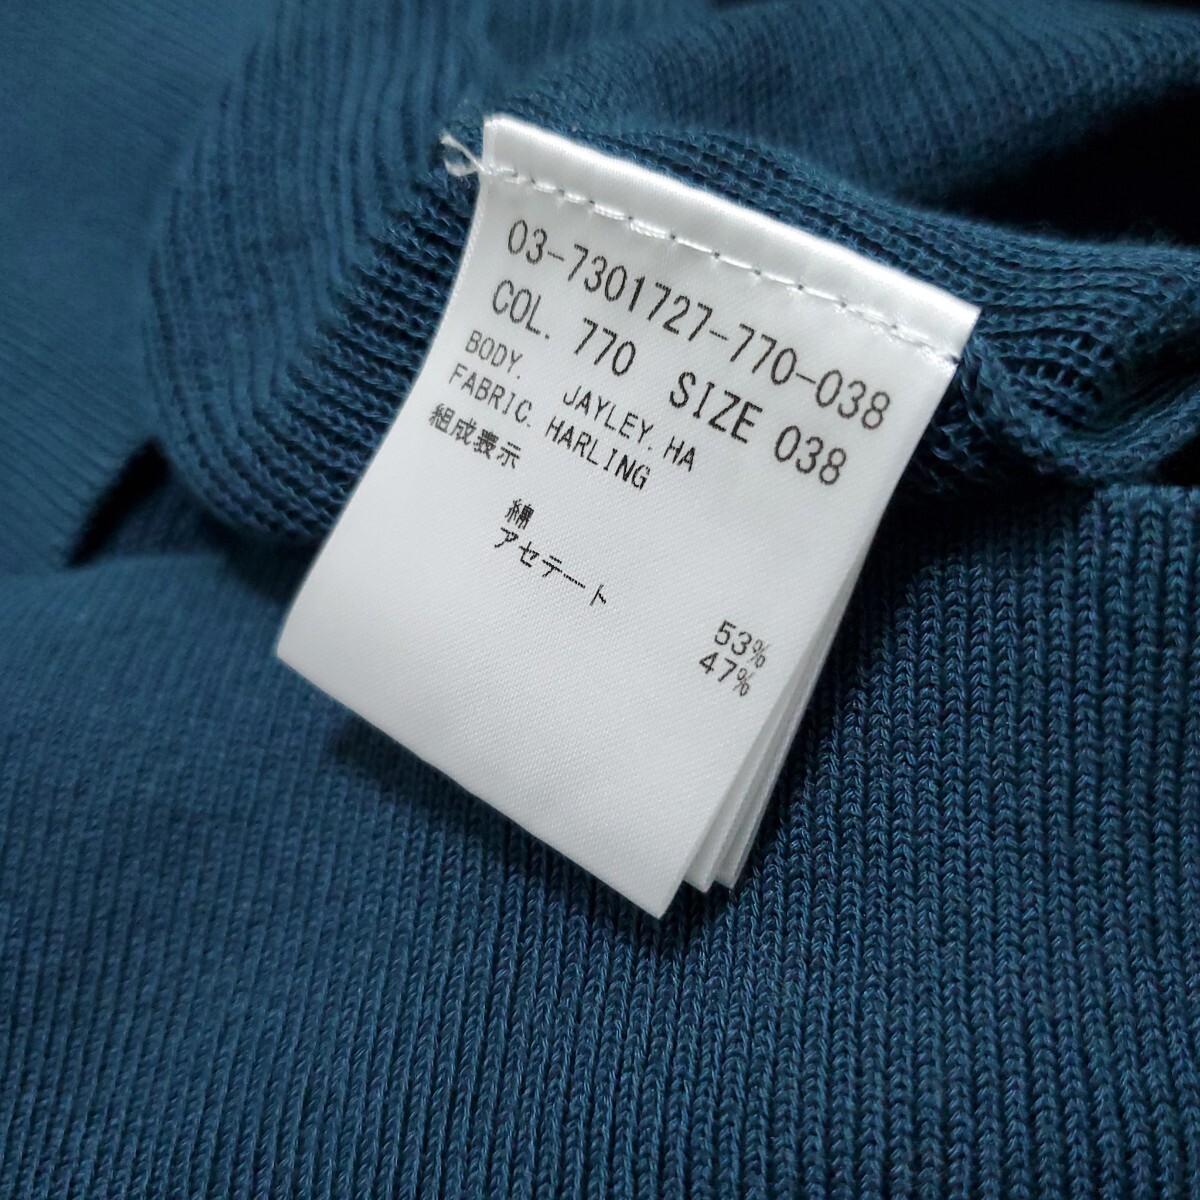 03-7301727-770-038
COL. 770 SIZE 038
BODY. JAYLEY. HA
FABRIC. HARLING
組成表示
綿 53%
アセテート 47%